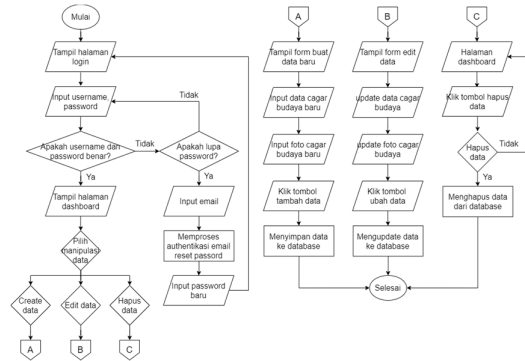 Mulai
Tampil halaman
login
Input username,
password
Tidak
Apakah username dan
password benar?
Tidak
Apakah lupa
password?
Ya
Ya
Tampil halaman
dashboard
Input email
Pilih
manipulasi
data
Memproses
authentikasi email
reset passord
Input password
baru
Create
data
Edit data
Hapus
data
A
B
C
A
Tampil form buat
data baru
Input data cagar
budaya baru
Input foto cagar
budaya baru
Klik tombol
tambah data
Menyimpan data
ke database
B
Tampil form edit
data
update data cagar
budaya
update foto cagar
budaya
Klik tombol
ubah data
Mengupdate data
ke database
C
Halaman
dashboard
Klik tombol hapus
data
Hapus
data
Tidak
Ya
Menghapus data
dari database
Selesai